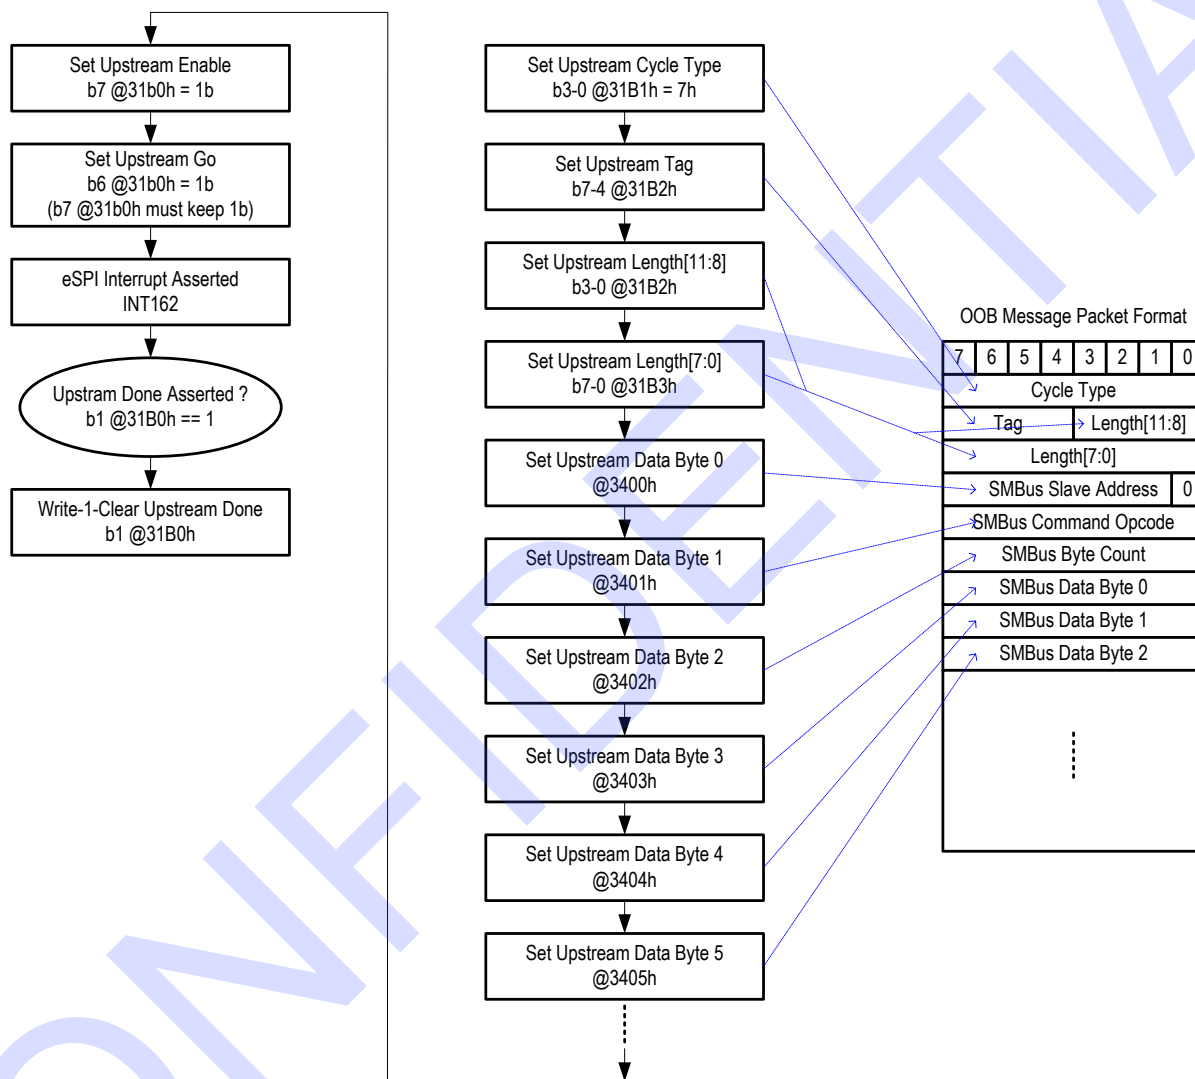 Set Upstream Enable
b7 @31b0h = 1b
Set Upstream Go
b6 @31b0h = 1b
(b7 @31b0h must keep 1b)
eSPI Interrupt Asserted
INT162
Upstram Done Asserted ?
b1 @31B0h == 1
Write-1-Clear Upstream Done
b1 @31B0h
Set Upstream Cycle Type
b3-0 @31B1h = 7h
Set Upstream Tag
b7-4 @31B2h
Set Upstream Length[11:8]
b3-0 @31B2h
Set Upstream Length[7:0]
b7-0 @31B3h
Set Upstream Data Byte 0
@3400h
Set Upstream Data Byte 1
@3401h
Set Upstream Data Byte 2
@3402h
Set Upstream Data Byte 3
@3403h
Set Upstream Data Byte 4
@3404h
Set Upstream Data Byte 5
@3405h
OOB Message Packet Format
7 6 5 4 3 2 1 0
Cycle Type
Tag Length[11:8]
Length[7:0]
SMBus Slave Address 0
SMBus Command Opcode
SMBus Byte Count
SMBus Data Byte 0
SMBus Data Byte 1
SMBus Data Byte 2
ONFIDENTIA